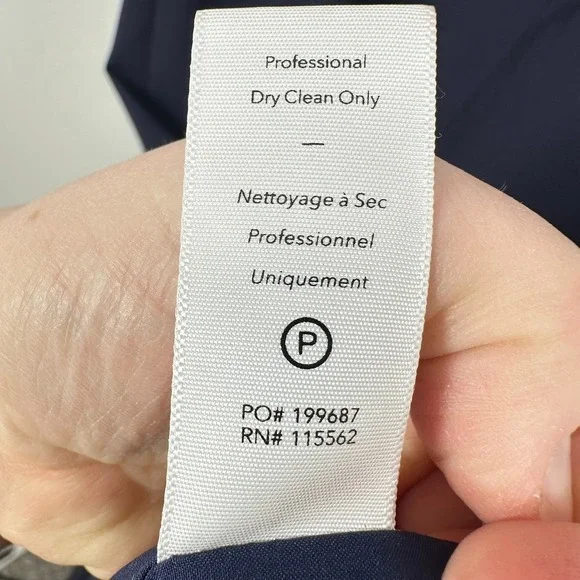 Professional
Dry Clean Only
—
Nettoyage à Sec
Professionnel
Uniquement
P
PO# 199687
RN# 115562